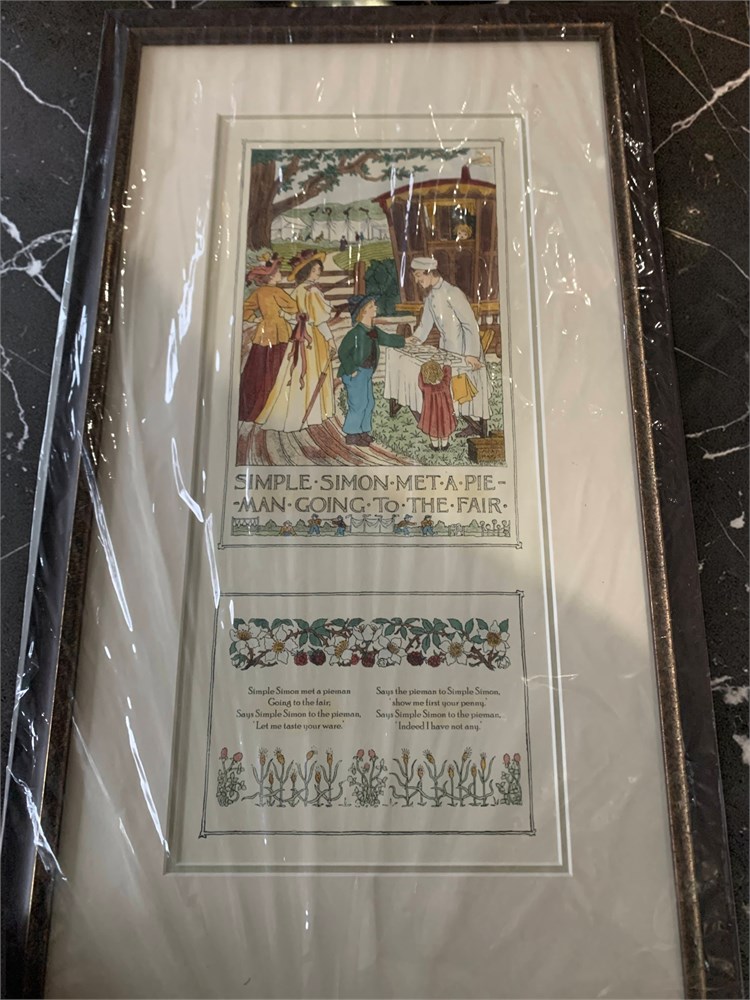 SIMPLE·SIMON·MET·A·PIE-
-MAN·GOING·TO·THE·FAIR·
Simple Simon met a pieman
Going to the fair;
Says Simple Simon to the pieman,
'Let me taste your ware.'
Says the pieman to Simple Simon,
'show me first your penny.'
Says Simple Simon to the pieman,
'Indeed I have not any.'